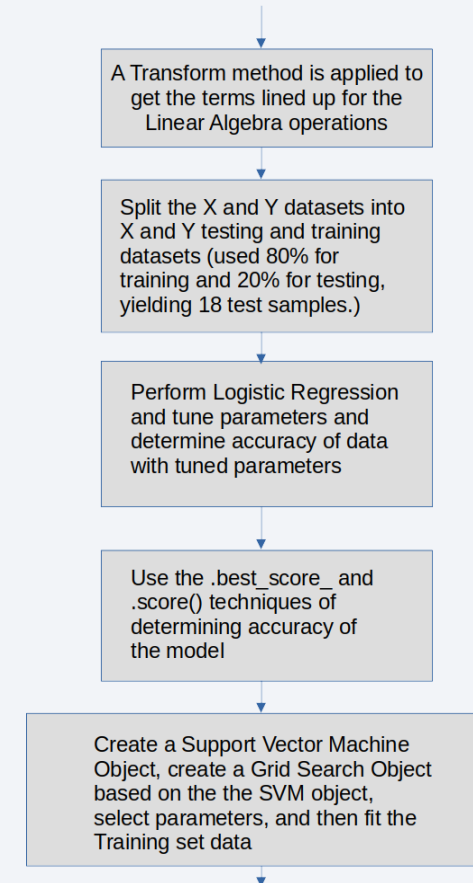 A Transform method is applied to
get the terms lined up for the
Linear Algebra operations
Split the X and Y datasets into
X and Y testing and training
datasets (used 80% for
training and 20% for testing,
yielding 18 test samples.)
Perform Logistic Regression
and tune parameters and
determine accuracy of data
with tuned parameters
Use the .best_score_ and
.score() techniques of
determining accuracy of
the model
Create a Support Vector Machine
Object, create a Grid Search Object
based on the the SVM object,
select parameters, and then fit the
Training set data